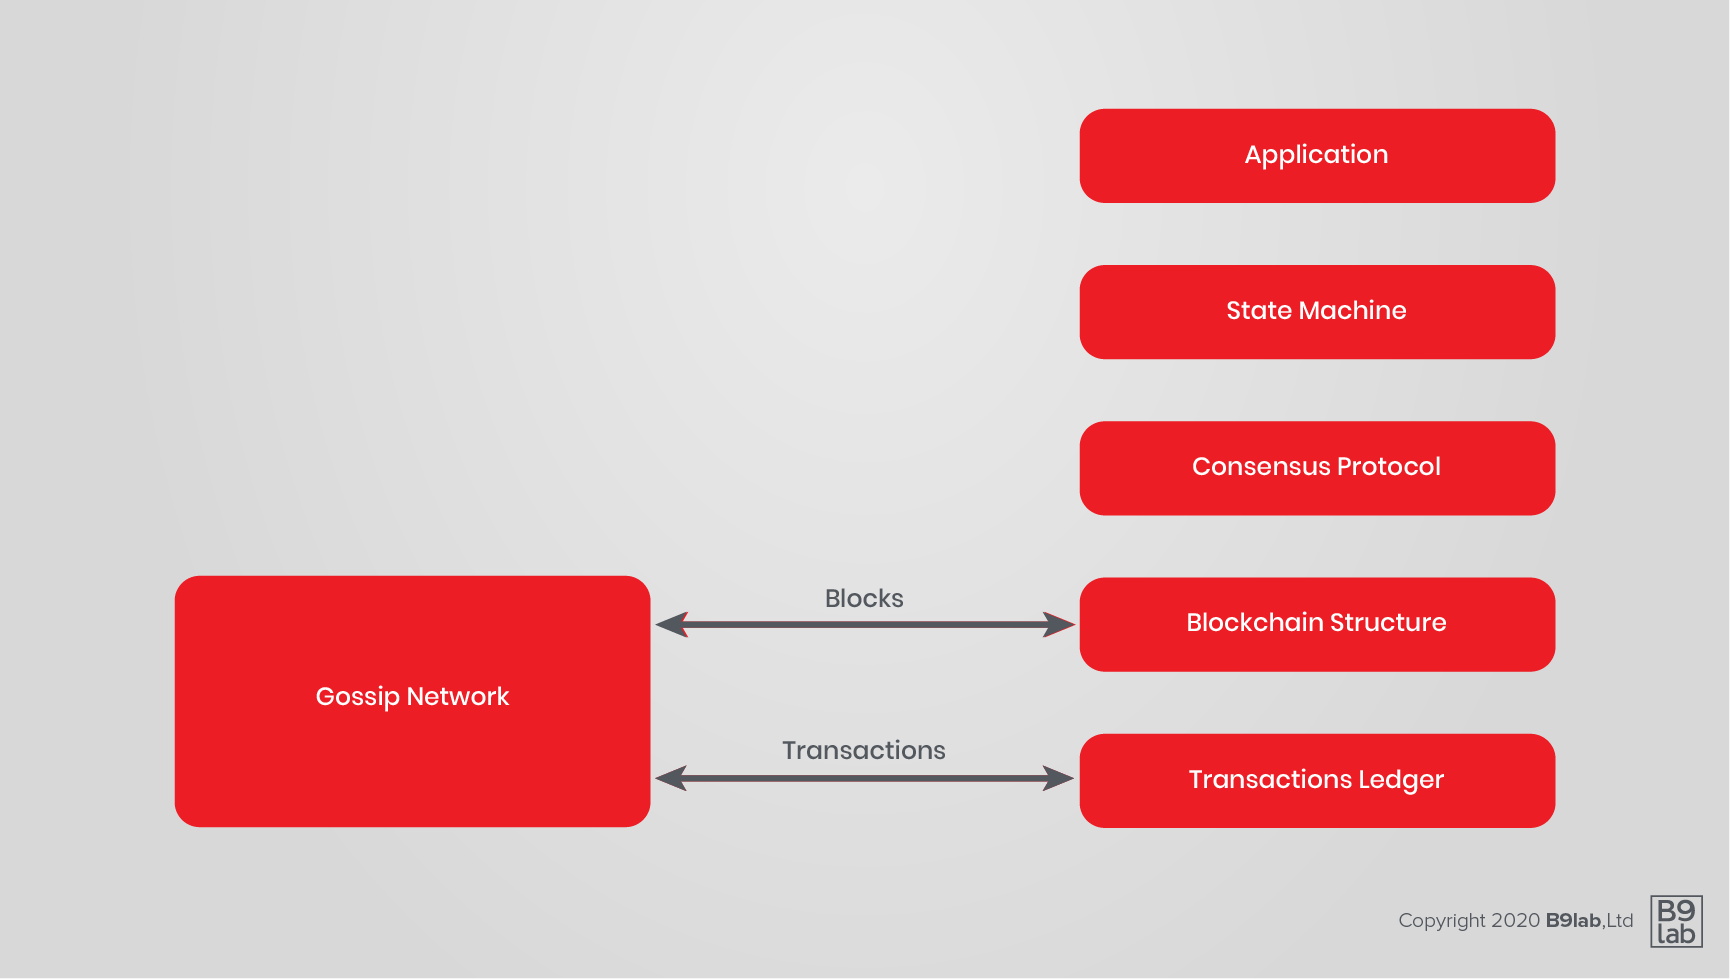 Application
State Machine
Consensus Protocol
Blocks
Blockchain Structure
Gossip Network
Transactions
Transactions Ledger
Copyright 2020 B9lab,Ltd
B9
lab